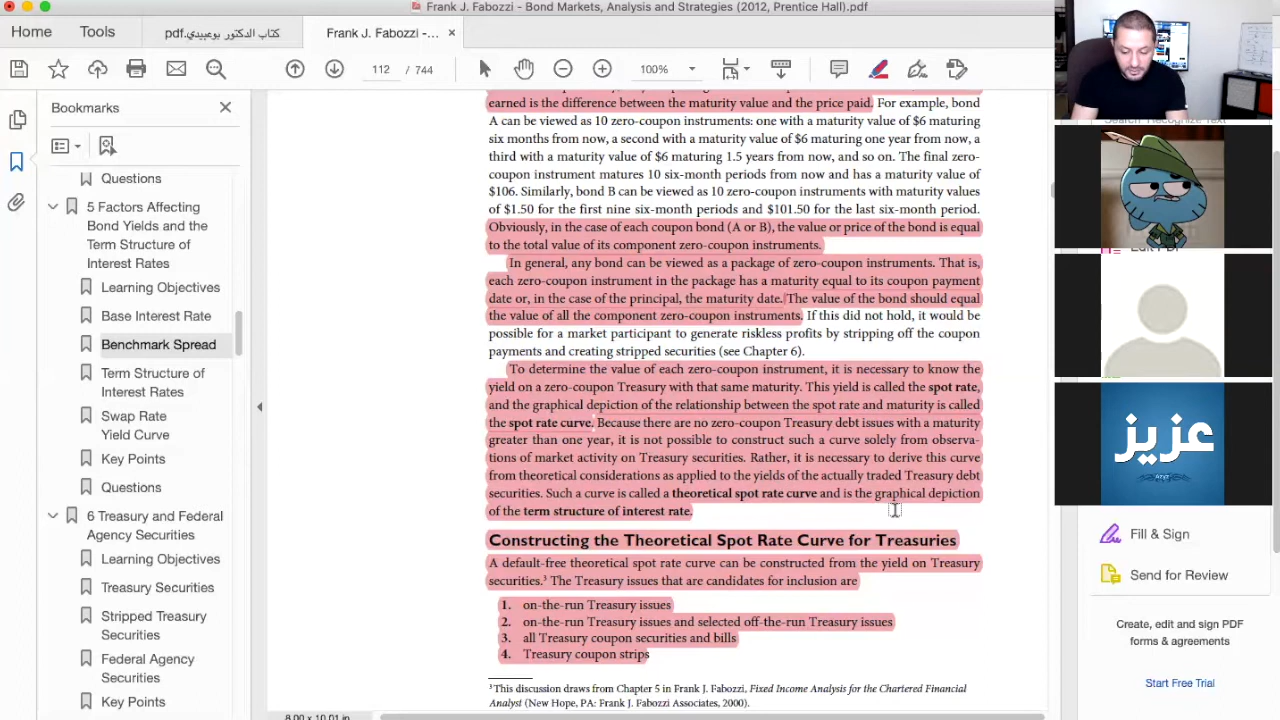 Frank J. Fabozzi - Bond Markets, Analysis and Strategies (2012, Prentice Hall).pdf
Home
Tools
كتاب الدكتور بوعبيدي.pdf
Frank J. Fabozzi -...
112 / 744
100%
Bookmarks
Questions
5 Factors Affecting
Bond Yields and the
Term Structure of
Interest Rates
Learning Objectives
Base Interest Rate
Benchmark Spread
Term Structure of
Interest Rates
Swap Rate
Yield Curve
Key Points
Questions
6 Treasury and Federal
Agency Securities
Learning Objectives
Treasury Securities
Stripped Treasury
Securities
Federal Agency
Securities
Key Points
earned is the difference between the maturity value and the price paid. For example, bond
A can be viewed as 10 zero-coupon instruments: one with a maturity value of $6 maturing
six months from now, a second with a maturity value of $6 maturing one year from now, a
third with a maturity value of $6 maturing 1.5 years from now, and so on. The final zero-
coupon instrument matures 10 six-month periods from now and has a maturity value of
$106. Similarly, bond B can be viewed as 10 zero-coupon instruments with maturity values
of $1.50 for the first nine six-month periods and $101.50 for the last six-month period.
Obviously, in the case of each coupon bond (A or B), the value or price of the bond is equal
to the total value of its component zero-coupon instruments.
In general, any bond can be viewed as a package of zero-coupon instruments. That is,
each zero-coupon instrument in the package has a maturity equal to its coupon payment
date or, in the case of the principal, the maturity date. The value of the bond should equal
the value of all the component zero-coupon instruments. If this did not hold, it would be
possible for a market participant to generate riskless profits by stripping off the coupon
payments and creating stripped securities (see Chapter 6).
To determine the value of each zero-coupon instrument, it is necessary to know the
yield on a zero-coupon Treasury with that same maturity. This yield is called the spot rate,
and the graphical depiction of the relationship between the spot rate and maturity is called
the spot rate curve. Because there are no zero-coupon Treasury debt issues with a maturity
greater than one year, it is not possible to construct such a curve solely from observa-
tions of market activity on Treasury securities. Rather, it is necessary to derive this curve
from theoretical considerations as applied to the yields of the actually traded Treasury debt
securities. Such a curve is called a theoretical spot rate curve and is the graphical depiction
of the term structure of interest rate.
Constructing the Theoretical Spot Rate Curve for Treasuries
A default-free theoretical spot rate curve can be constructed from the yield on Treasury
securities.³ The Treasury issues that are candidates for inclusion are
1. on-the-run Treasury issues
2. on-the-run Treasury issues and selected off-the-run Treasury issues
3. all Treasury coupon securities and bills
4. Treasury coupon strips
³This discussion draws from Chapter 5 in Frank J. Fabozzi, Fixed Income Analysis for the Chartered Financial
Analyst (New Hope, PA: Frank J. Fabozzi Associates, 2000).
8.00 x 10.01 in
عزيز
Azyz
Fill & Sign
Send for Review
Create, edit and sign PDF
forms & agreements
Start Free Trial